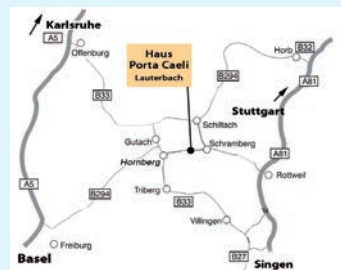 Karlsruhe
A5
Offenburg
Haus
Porta Caeli
Lauterbach
Horb
B32
B294
A81
B33
Stuttgart
Schiltach
Gutach
Schramberg
Hornberg
A81
Rottweil
A5
B294
Triberg
B33
Villingen
Freiburg
Basel
B27
Singen